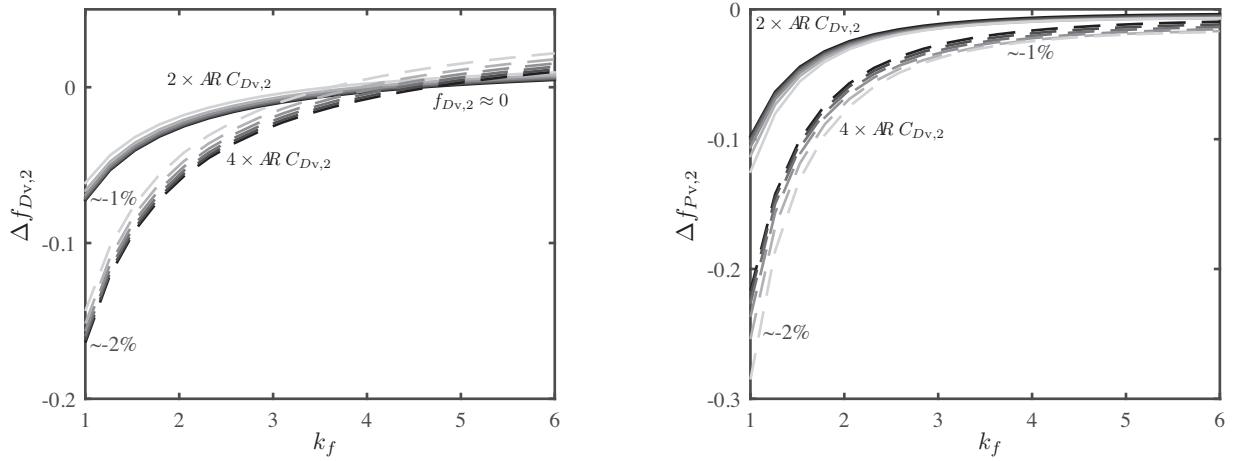 0
-0.1
-0.2
Δf_{Dv,2}
2 × AR C_{Dv,2}
f_{Dv,2} ≈ 0
4 × AR C_{Dv,2}
~-1%
~-2%
1 2 3 4 5 6
k_f
0
-0.1
-0.2
-0.3
Δf_{Pv,2}
2 × AR C_{Dv,2}
~-1%
4 × AR C_{Dv,2}
~-2%
1 2 3 4 5 6
k_f